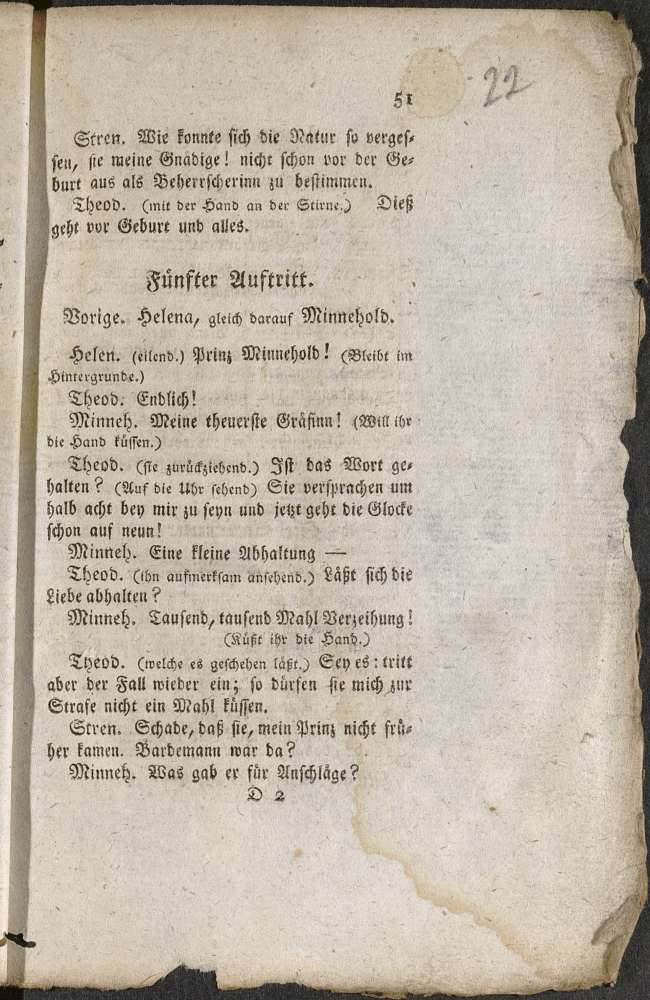 22
51
Stren. Wie konnte sich die Natur so verges-
sen, sie meine Gnädige! nicht schon vor der Ge-
burt aus als Beherrscherinn zu bestimmen.
Theod. (mit der Hand an der Stirne.) Dieß
geht vor Geburt und alles.
Fünfter Auftritt.
Vorige. Helena, gleich darauf Minnehold.
Helen. (eilend.) Prinz Minnehold! (Bleibt im
Hintergrunde.)
Theod. Endlich!
Minneh. Meine theuerste Gräfinn! (Will ihr
die Hand küssen.)
Theod. (sie zurückziehend.) Ist das Wort ge-
halten? (Auf die Uhr sehend) Sie versprachen um
halb acht bey mir zu seyn und jetzt geht die Glocke
schon auf neun!
Minneh. Eine kleine Abhaltung —
Theod. (ihn aufmerksam ansehend.) Läßt sich die
Liebe abhalten?
Minneh. Tausend, tausend Mahl Verzeihung!
(Küßt ihr die Hand.)
Theod. (welche es geschehen läßt.) Sey es: tritt
aber der Fall wieder ein; so dürfen sie mich zur
Strafe nicht ein Mahl küssen.
Stren. Schade, daß sie, mein Prinz nicht frü-
her kamen. Bardemann war da?
Minneh. Was gab er für Anschläge?
D 2